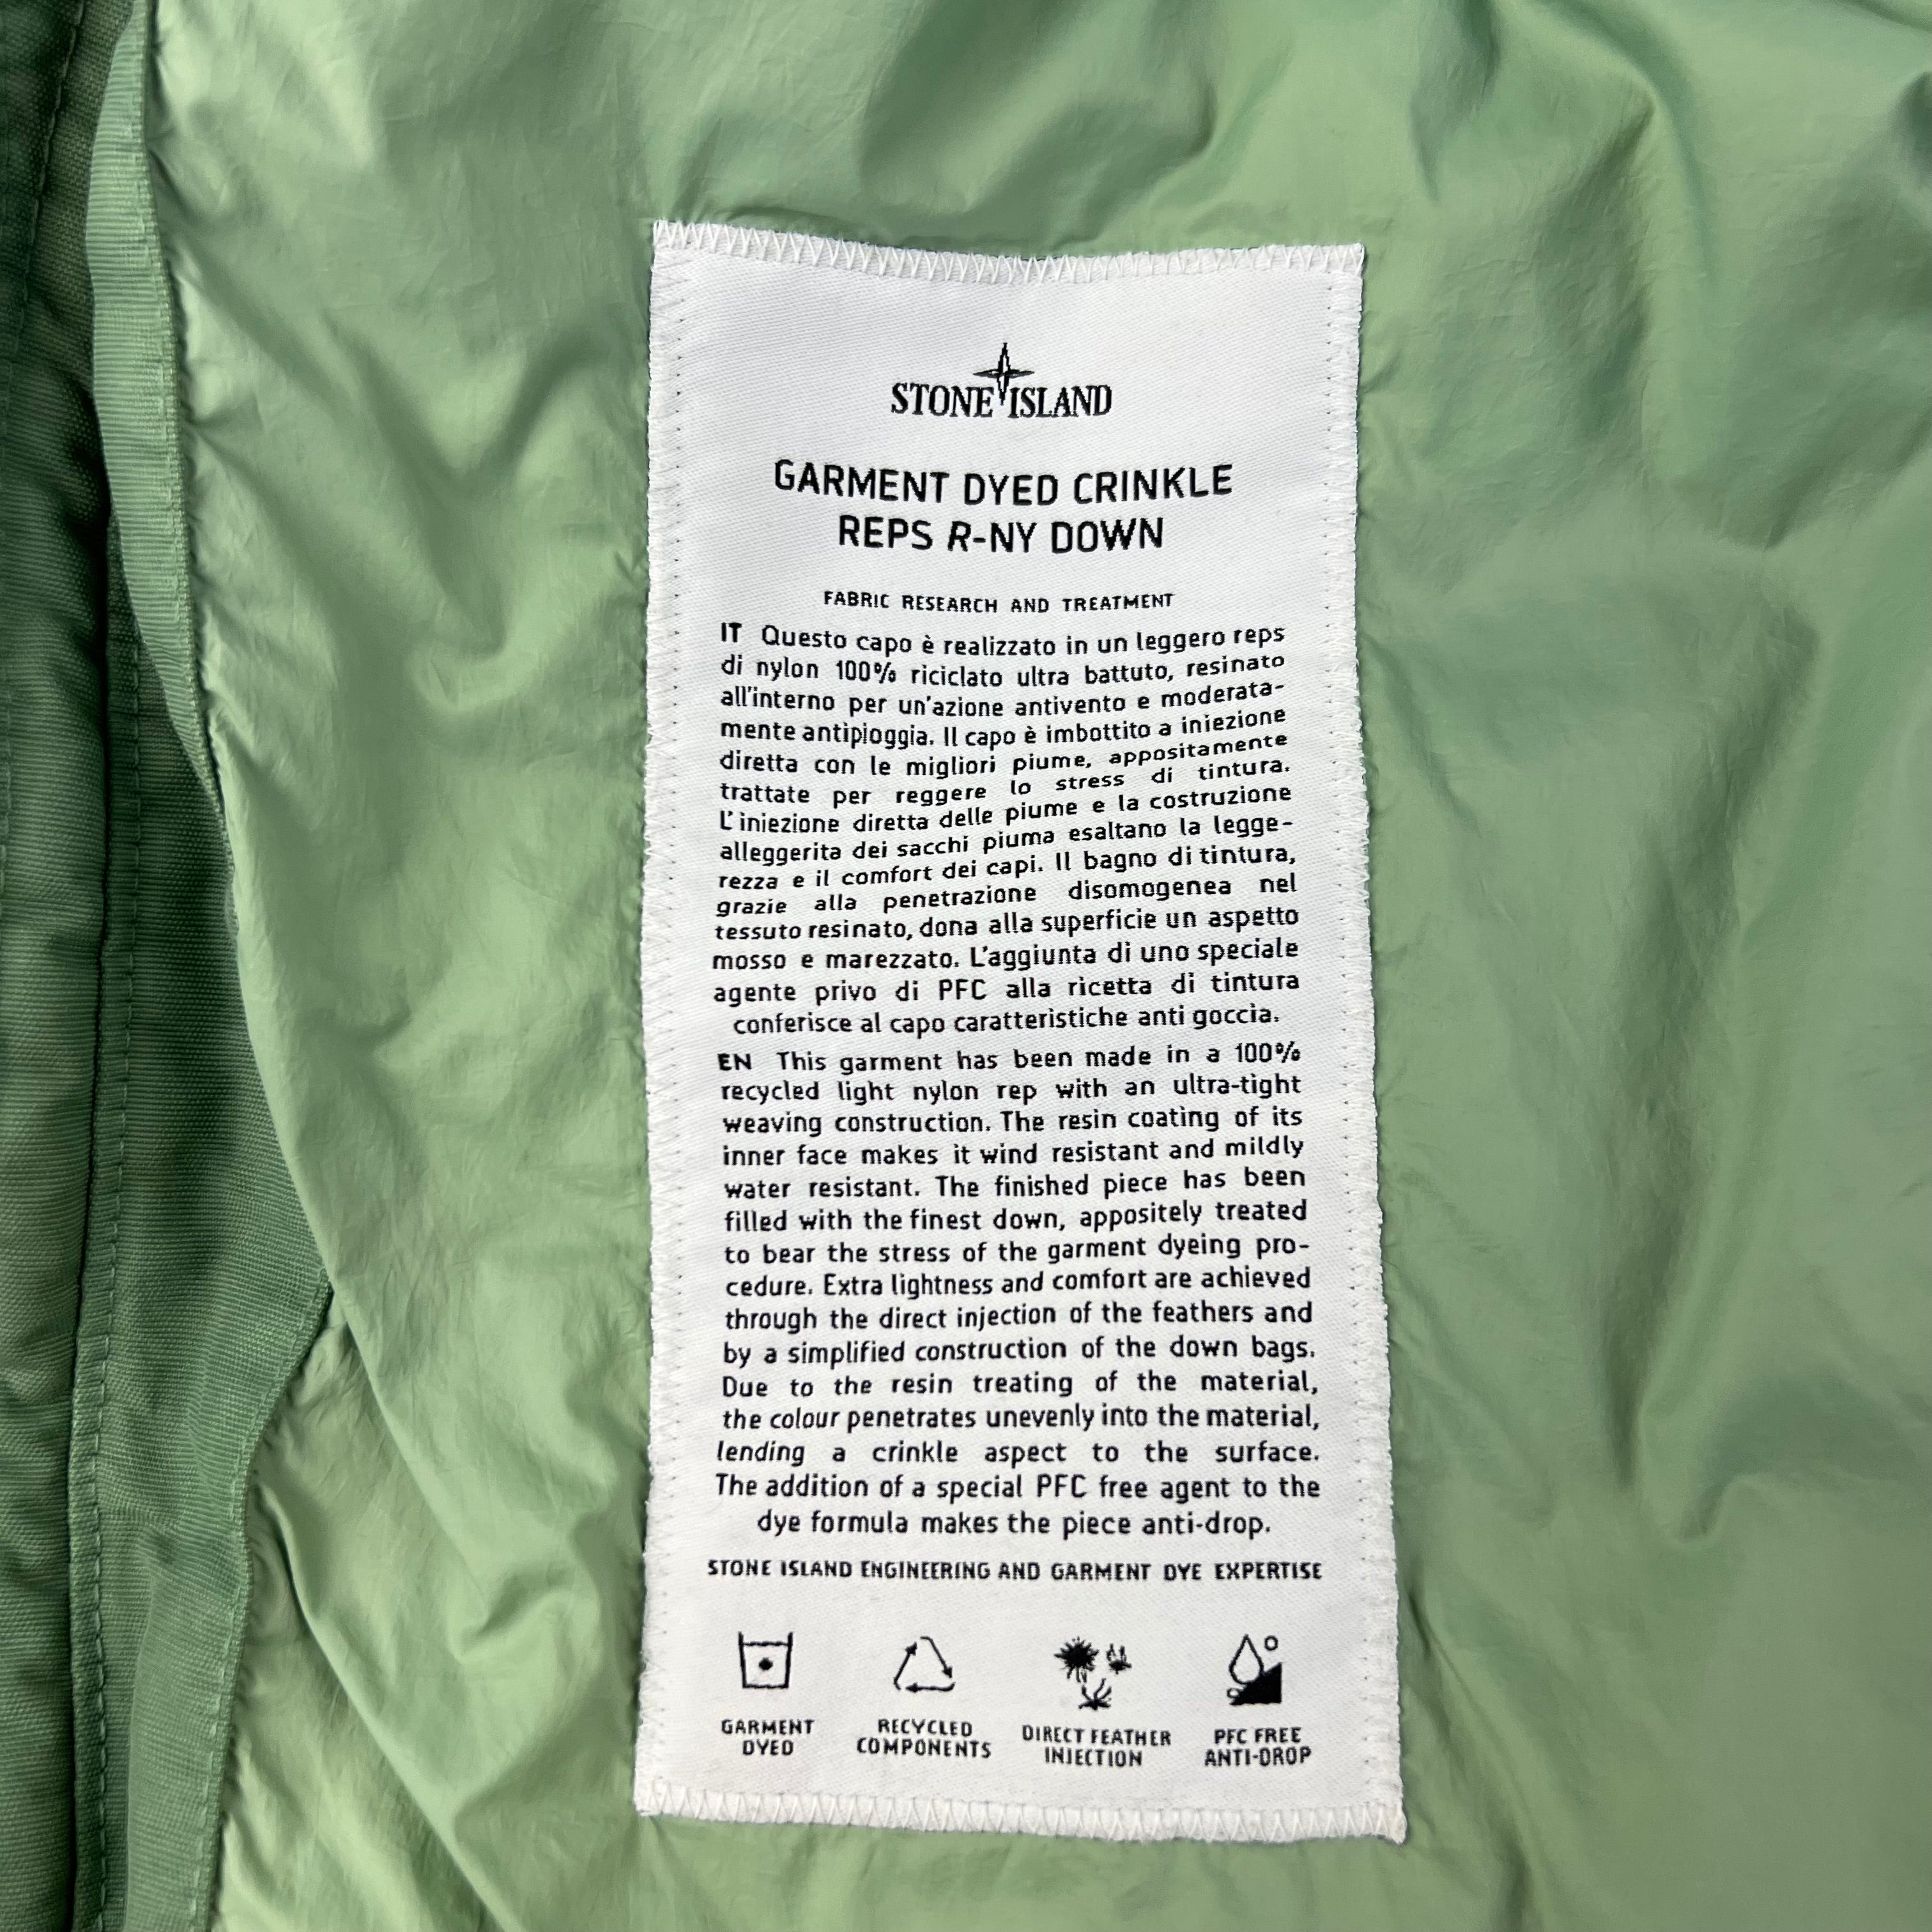 STONE ISLAND
GARMENT DYED CRINKLE
REPS R-NY DOWN
FABRIC RESEARCH AND TREATMENT
IT Questo capo è realizzato in un leggero reps
di nylon 100% riciclato ultra battuto, resinato
all'interno per un'azione antivento e moderata-
mente antipioggia. Il capo è imbottito a iniezione
diretta con le migliori piume, appositamente
trattate per reggere lo stress di tintura.
L'iniezione diretta delle piume e la costruzione
alleggerita dei sacchi piuma esaltano la legge-
rezza e il comfort dei capi. Il bagno di tintura,
grazie alla penetrazione disomogenea nel
tessuto resinato, dona alla superficie un aspetto
mosso e marezzato. L'aggiunta di uno speciale
agente privo di PFC alla ricetta di tintura
conferisce al capo caratteristiche anti goccia.
EN This garment has been made in a 100%
recycled light nylon rep with an ultra-tight
weaving construction. The resin coating of its
inner face makes it wind resistant and mildly
water resistant. The finished piece has been
filled with the finest down, appositely treated
to bear the stress of the garment dyeing pro-
cedure. Extra lightness and comfort are achieved
through the direct injection of the feathers and
by a simplified construction of the down bags.
Due to the resin treating of the material,
the colour penetrates unevenly into the material,
lending a crinkle aspect to the surface.
The addition of a special PFC free agent to the
dye formula makes the piece anti-drop.
STONE ISLAND ENGINEERING AND GARMENT DYE EXPERTISE
GARMENT
DYED
RECYCLED
COMPONENTS
DIRECT FEATHER
INJECTION
PFC FREE
ANTI-DROP